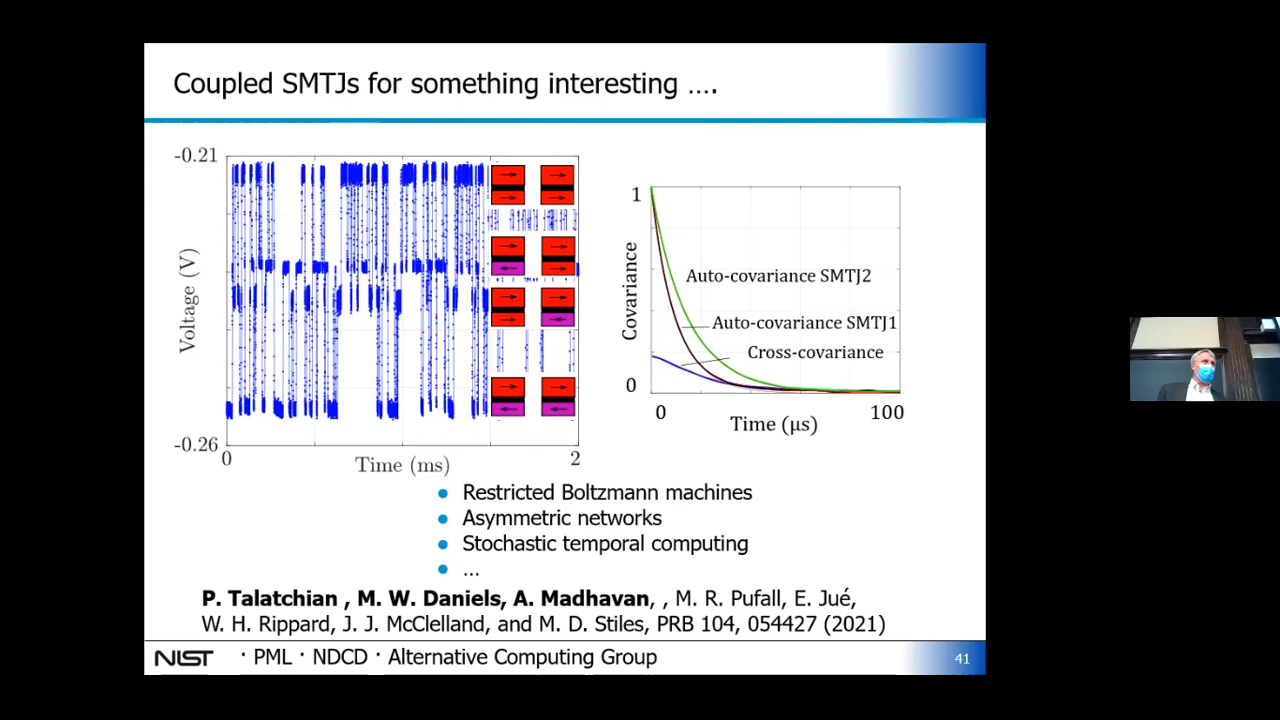 Coupled SMTJs for something interesting ….
-0.21
Voltage (V)
-0.26
0
Time (ms)
2
1
Covariance
0
Auto-covariance SMTJ2
Auto-covariance SMTJ1
Cross-covariance
0
100
Time (μs)
Restricted Boltzmann machines
Asymmetric networks
Stochastic temporal computing
...
P. Talatchian , M. W. Daniels, A. Madhavan, , M. R. Pufall, E. Jué,
W. H. Rippard, J. J. McClelland, and M. D. Stiles, PRB 104, 054427 (2021)
NIST · PML · NDCD · Alternative Computing Group
41